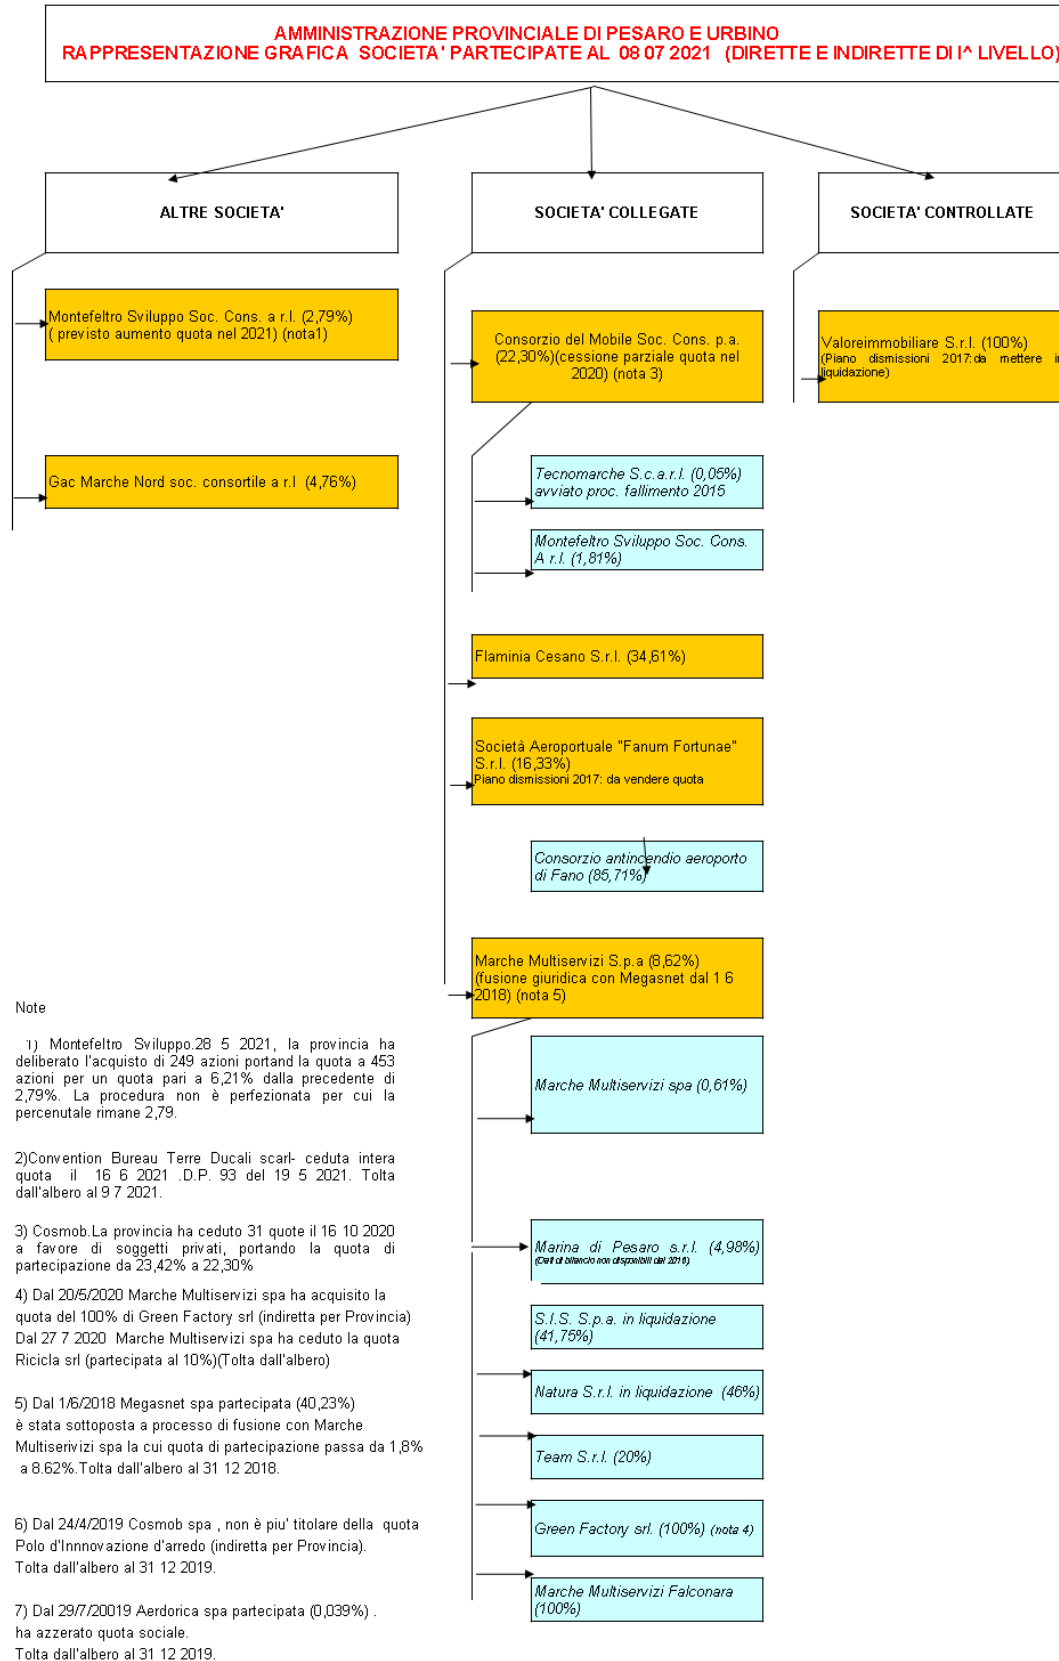 AMMINISTRAZIONE PROVINCIALE DI PESARO E URBINO
RAPPRESENTAZIONE GRAFICA SOCIETA' PARTECIPATE AL 08 07 2021 (DIRETTE E INDIRETTE DI I^ LIVELLO)
ALTRE SOCIETA'
Montefeltro Sviluppo Soc. Cons. a r.l. (2,79%)
( previsto aumento quota nel 2021) (nota1)
Gac Marche Nord soc. consortile a r.l (4,76%)
SOCIETA' COLLEGATE
Consorzio del Mobile Soc. Cons. p.a.
(22,30%)(cessione parziale quota nel
2020) (nota 3)
Tecnomarche S.c.a.r.l. (0,05%)
avviato proc. fallimento 2015
Montefeltro Sviluppo Soc. Cons.
A r.l. (1,81%)
Flaminia Cesano S.r.l. (34,61%)
Società Aeroportuale "Fanum Fortunae"
S.r.l. (16,33%)
Piano dismissioni 2017: da vendere quota
Consorzio antincendio aeroporto
di Fano (85,71%)
Marche Multiservizi S.p.a (8,62%)
(fusione giuridica con Megasnet dal 1 6
2018) (nota 5)
Marche Multiservizi spa (0,61%)
Marina di Pesaro s.r.l. (4,98%)
(Dati di bilancio non disponibili dal 2016)
S.I.S. S.p.a. in liquidazione
(41,75%)
Natura S.r.l. in liquidazione (46%)
Team S.r.l. (20%)
Green Factory srl. (100%) (nota 4)
Marche Multiservizi Falconara
(100%)
SOCIETA' CONTROLLATE
Valoreimmobiliare S.r.l. (100%)
(Piano dismissioni 2017:da mettere in
liquidazione)
Note
1) Montefeltro Sviluppo.28 5 2021, la provincia ha
deliberato l'acquisto di 249 azioni portand la quota a 453
azioni per un quota pari a 6,21% dalla precedente di
2,79%. La procedura non è perfezionata per cui la
percenutale rimane 2,79.
2)Convention Bureau Terre Ducali scarl- ceduta intera
quota il 16 6 2021 .D.P. 93 del 19 5 2021. Tolta
dall'albero al 9 7 2021.
3) Cosmob.La provincia ha ceduto 31 quote il 16 10 2020
a favore di soggetti privati, portando la quota di
partecipazione da 23,42% a 22,30%
4) Dal 20/5/2020 Marche Multiservizi spa ha acquisito la
quota del 100% di Green Factory srl (indiretta per Provincia)
Dal 27 7 2020 Marche Multiservizi spa ha ceduto la quota
Ricicla srl (partecipata al 10%)(Tolta dall'albero)
5) Dal 1/6/2018 Megasnet spa partecipata (40,23%)
è stata sottoposta a processo di fusione con Marche
Multiserivizi spa la cui quota di partecipazione passa da 1,8%
a 8.62%.Tolta dall'albero al 31 12 2018.
6) Dal 24/4/2019 Cosmob spa , non è piu' titolare della quota
Polo d'Innnovazione d'arredo (indiretta per Provincia).
Tolta dall'albero al 31 12 2019.
7) Dal 29/7/20019 Aerdorica spa partecipata (0,039%) .
ha azzerato quota sociale.
Tolta dall'albero al 31 12 2019.